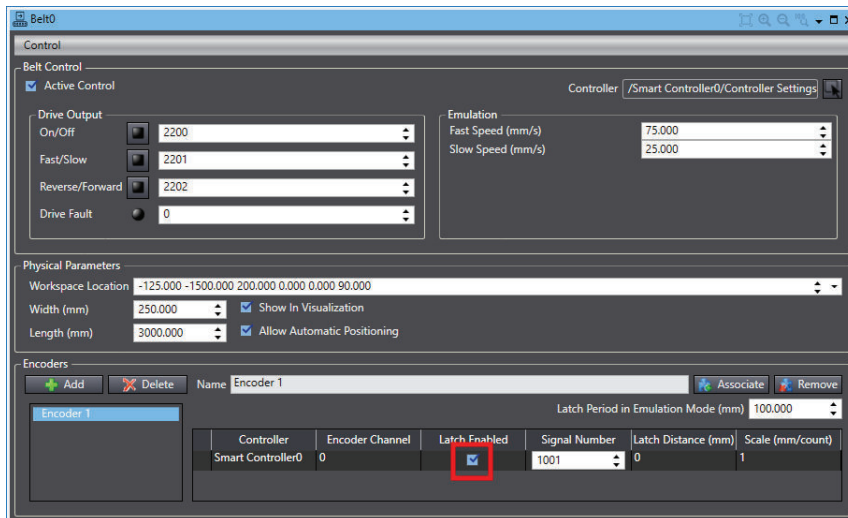 Belt0
Control
Belt Control
Active Control
Controller /Smart Controller0/Controller Settings
Drive Output
On/Off 2200
Fast/Slow 2201
Reverse/Forward 2202
Drive Fault 0
Emulation
Fast Speed (mm/s) 75.000
Slow Speed (mm/s) 25.000
Physical Parameters
Workspace Location -125.000 -1500.000 200.000 0.000 0.000 90.000
Width (mm) 250.000 Show In Visualization
Length (mm) 3000.000 Allow Automatic Positioning
Encoders
Add Delete Name Encoder 1 Associate Remove
Encoder 1
Latch Period in Emulation Mode (mm) 100.000
Controller Encoder Channel Latch Enabled Signal Number Latch Distance (mm) Scale (mm/count)
Smart Controller0 0 1001 0 1